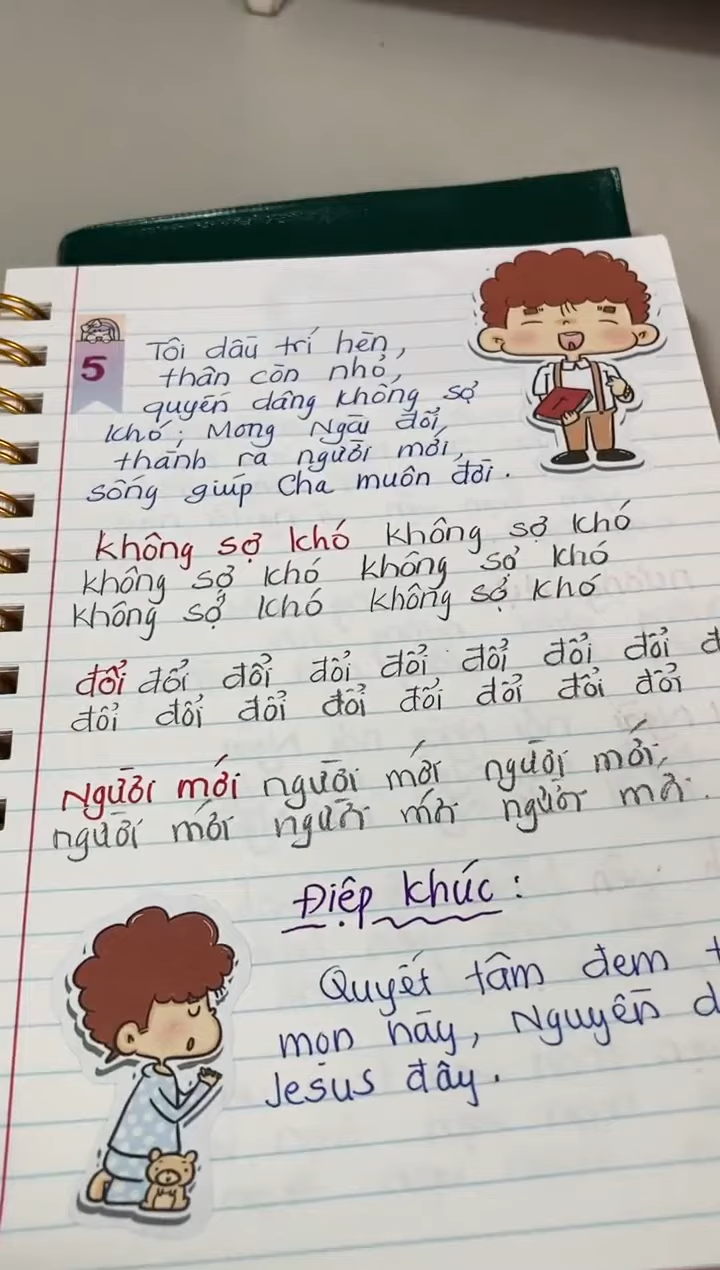 5
Tôi dầu trí hèn,
thân còn nhỏ,
quyến dâng không sợ
khó; Mong Ngài đổi,
thành ra người mới,
sống giúp Cha muôn đời.
không sợ khó không sợ khó
không sợ khó không sợ khó
không sợ khó không sợ khó
đổi đổi đổi đổi đổi đổi đổi đổi
đổi đổi đổi đổi đổi đổi đổi đổi
Người mới người mới người mới,
người mới người mới người mới.
Điệp khúc:
Quyết tâm đem
mọn này, Nguyền
Jesus đây.